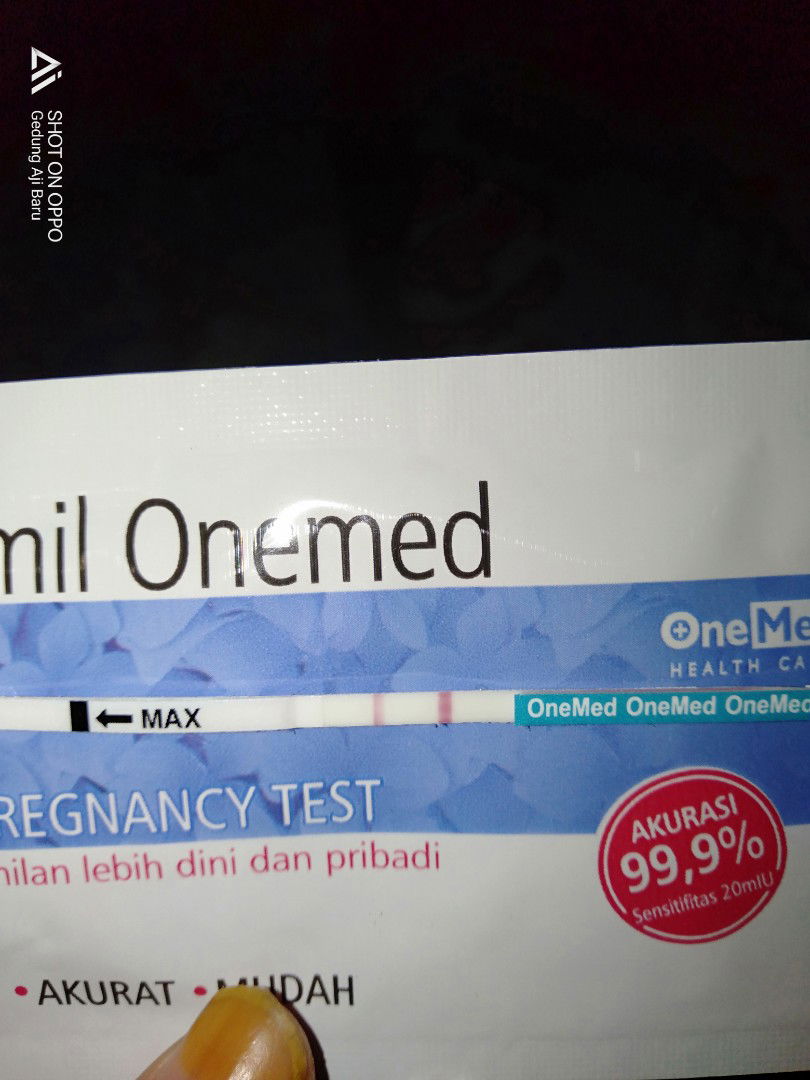 SHOT ON OPPO
Gedung Aji Baru
mil Onemed
OneMe
HEALTH CA
MAX
OneMed OneMed OneMed
REGNANCY TEST
nilan lebih dini dan pribadi
AKURASI
99,9%
Sensitifitas 20mIU
• AKURAT • MUDAH